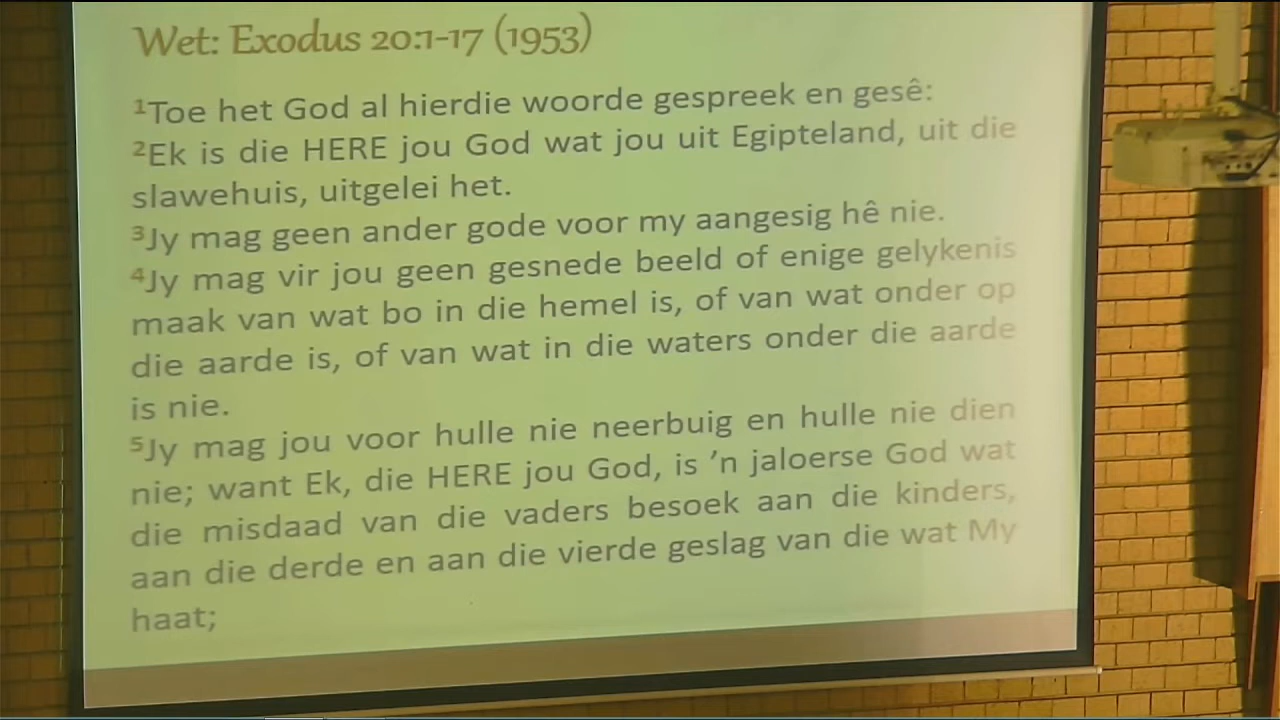 Wet: Exodus 20:1-17 (1953)
¹Toe het God al hierdie woorde gespreek en gesê:
²Ek is die HERE jou God wat jou uit Egipteland, uit die
slawehuis, uitgelei het.
³Jy mag geen ander gode voor my aangesig hê nie.
⁴Jy mag vir jou geen gesnede beeld of enige gelykenis
maak van wat bo in die hemel is, of van wat onder op
die aarde is, of van wat in die waters onder die aarde
is nie.
⁵Jy mag jou voor hulle nie neerbuig en hulle nie dien
nie; want Ek, die HERE jou God, is ’n jaloerse God wat
die misdaad van die vaders besoek aan die kinders,
aan die derde en aan die vierde geslag van die wat My
haat;